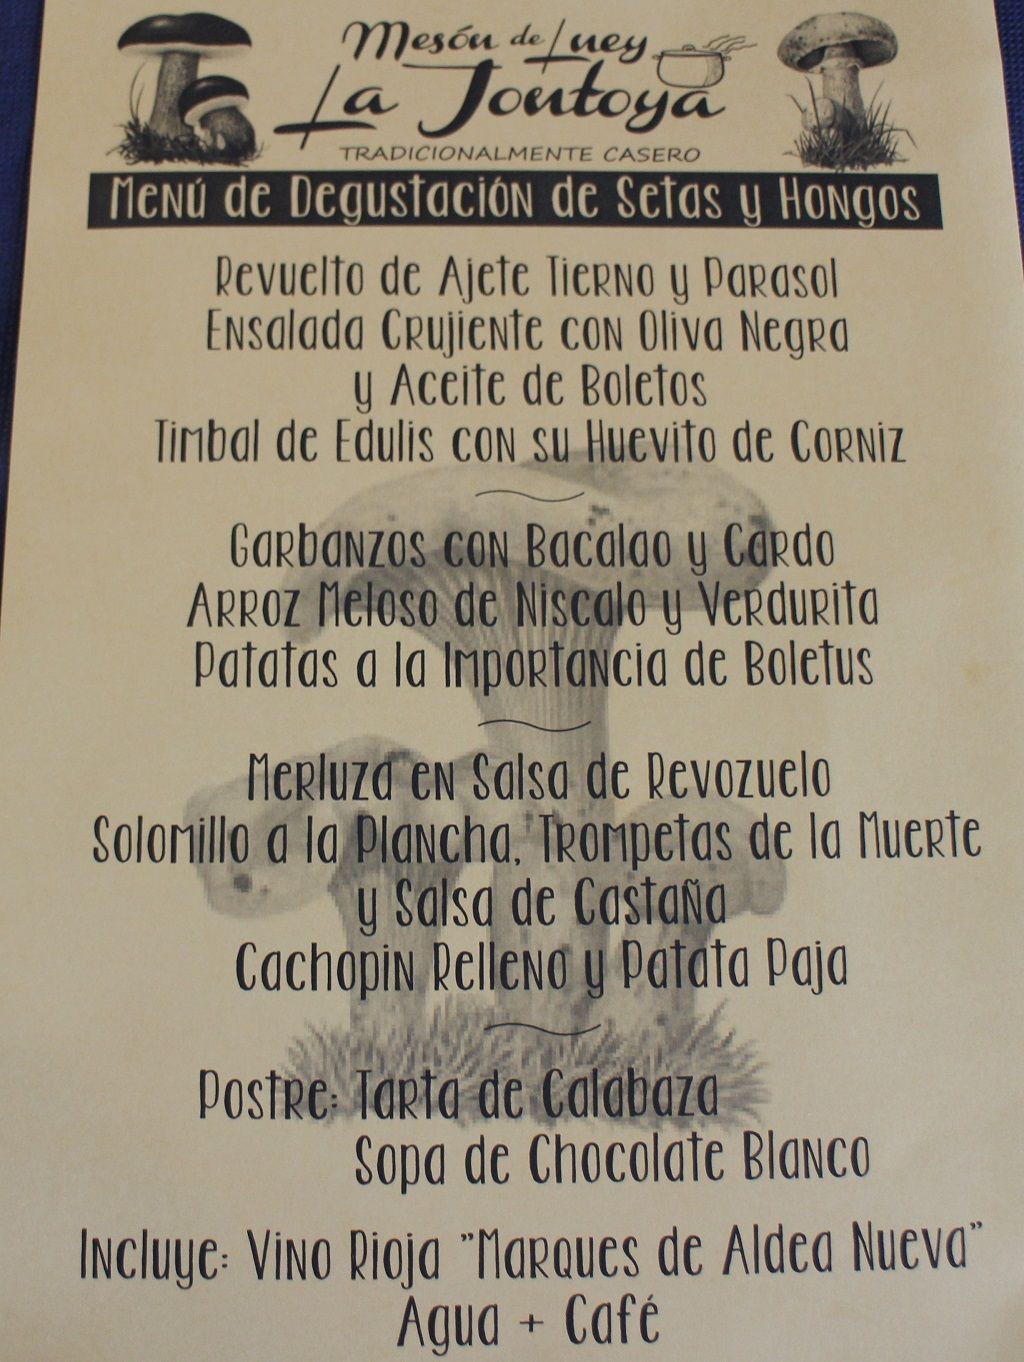 Mesón de Luey
La Jontoya
TRADICIONALMENTE CASERO
Menú de Degustación de Setas y Hongos
Revuelto de Ajete Tierno y Parasol
Ensalada Crujiente con Oliva Negra
y Aceite de Boletos
Timbal de Edulis con su Huevito de Corniz
Garbanzos con Bacalao y Cardo
Arroz Meloso de Niscalo y Verdurita
Patatas a la Importancia de Boletus
Merluza en Salsa de Revozuelo
Solomillo a la Plancha, Trompetas de la Muerte
y Salsa de Castaña
Cachopin Relleno y Patata Paja
Postre: Tarta de Calabaza
Sopa de Chocolate Blanco
Incluye: Vino Rioja "Marques de Aldea Nueva"
Agua + Café